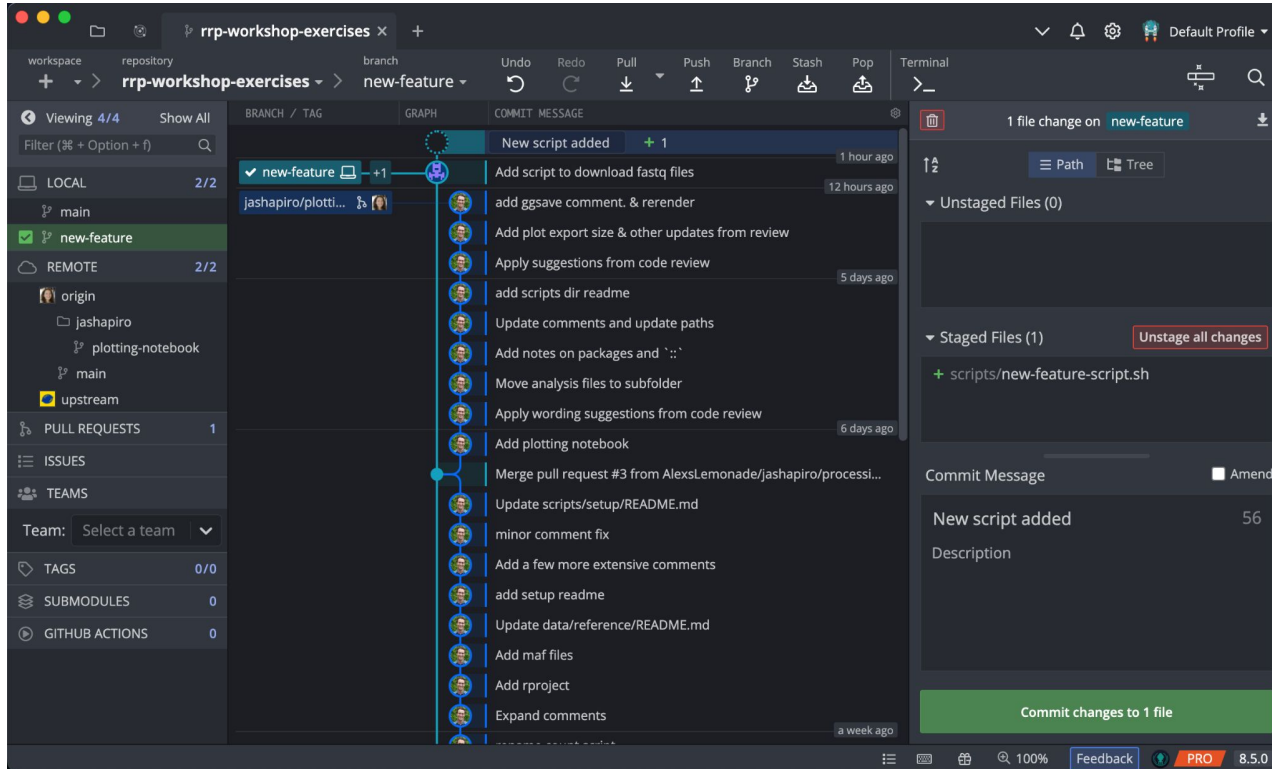 rrp-workshop-exercises × +
Default Profile
workspace repository branch Undo Redo Pull Push Branch Stash Pop Terminal
rrp-workshop-exercises new-feature
Viewing 4/4 Show All
Filter (⌘ + Option + f)
LOCAL 2/2
main
new-feature
REMOTE 2/2
origin
jashapiro
plotting-notebook
main
upstream
PULL REQUESTS 1
ISSUES
TEAMS
Team: Select a team
TAGS 0/0
SUBMODULES 0
GITHUB ACTIONS 0
BRANCH / TAG GRAPH COMMIT MESSAGE
New script added + 1
1 hour ago
new-feature +1 Add script to download fastq files
12 hours ago
jashapiro/plotti... add ggsave comment. & rerender
Add plot export size & other updates from review
Apply suggestions from code review
5 days ago
add scripts dir readme
Update comments and update paths
Add notes on packages and `::`
Move analysis files to subfolder
Apply wording suggestions from code review
6 days ago
Add plotting notebook
Merge pull request #3 from AlexsLemonade/jashapiro/processi...
Update scripts/setup/README.md
minor comment fix
Add a few more extensive comments
add setup readme
Update data/reference/README.md
Add maf files
Add rproject
Expand comments
a week ago
1 file change on new-feature
Path Tree
Unstaged Files (0)
Staged Files (1) Unstage all changes
+ scripts/new-feature-script.sh
Commit Message Amend
New script added 56
Description
Commit changes to 1 file
100% Feedback PRO 8.5.0